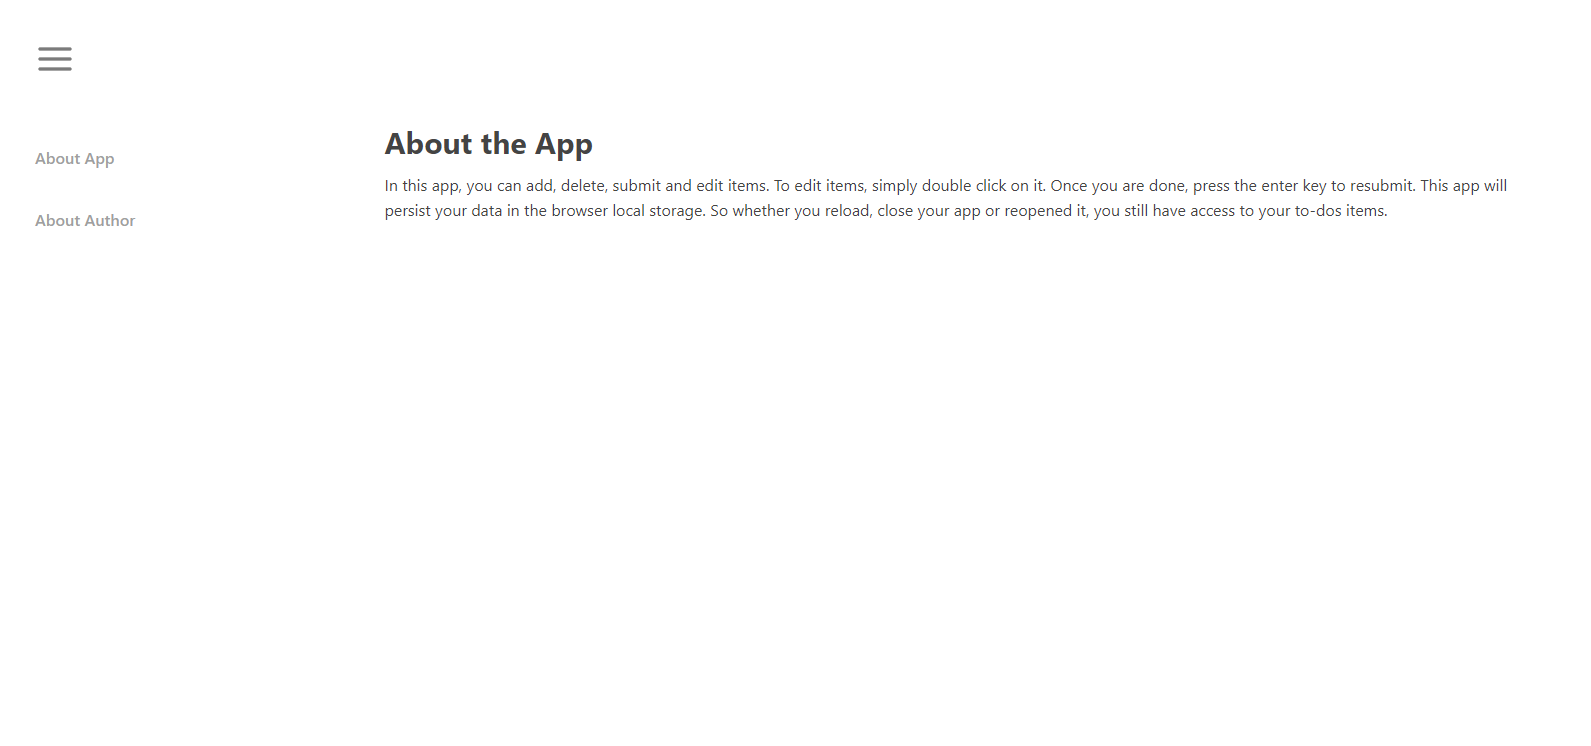 About App
About Author
About the App
In this app, you can add, delete, submit and edit items. To edit items, simply double click on it. Once you are done, press the enter key to resubmit. This app will
persist your data in the browser local storage. So whether you reload, close your app or reopened it, you still have access to your to-dos items.